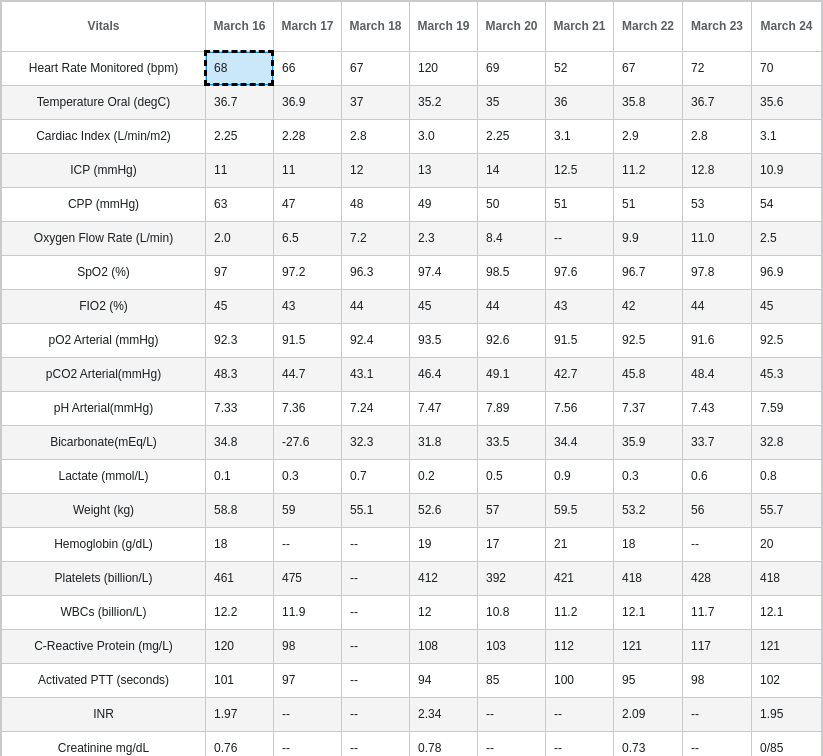 Vitals March 16 March 17 March 18 March 19 March 20 March 21 March 22 March 23 March 24
Heart Rate Monitored (bpm) 68 66 67 120 69 52 67 72 70
Temperature Oral (degC) 36.7 36.9 37 35.2 35 36 35.8 36.7 35.6
Cardiac Index (L/min/m2) 2.25 2.28 2.8 3.0 2.25 3.1 2.9 2.8 3.1
ICP (mmHg) 11 11 12 13 14 12.5 11.2 12.8 10.9
CPP (mmHg) 63 47 48 49 50 51 51 53 54
Oxygen Flow Rate (L/min) 2.0 6.5 7.2 2.3 8.4 -- 9.9 11.0 2.5
SpO2 (%) 97 97.2 96.3 97.4 98.5 97.6 96.7 97.8 96.9
FIO2 (%) 45 43 44 45 44 43 42 44 45
pO2 Arterial (mmHg) 92.3 91.5 92.4 93.5 92.6 91.5 92.5 91.6 92.5
pCO2 Arterial(mmHg) 48.3 44.7 43.1 46.4 49.1 42.7 45.8 48.4 45.3
pH Arterial(mmHg) 7.33 7.36 7.24 7.47 7.89 7.56 7.37 7.43 7.59
Bicarbonate(mEq/L) 34.8 -27.6 32.3 31.8 33.5 34.4 35.9 33.7 32.8
Lactate (mmol/L) 0.1 0.3 0.7 0.2 0.5 0.9 0.3 0.6 0.8
Weight (kg) 58.8 59 55.1 52.6 57 59.5 53.2 56 55.7
Hemoglobin (g/dL) 18 -- -- 19 17 21 18 -- 20
Platelets (billion/L) 461 475 -- 412 392 421 418 428 418
WBCs (billion/L) 12.2 11.9 -- 12 10.8 11.2 12.1 11.7 12.1
C-Reactive Protein (mg/L) 120 98 -- 108 103 112 121 117 121
Activated PTT (seconds) 101 97 -- 94 85 100 95 98 102
INR 1.97 -- -- 2.34 -- -- 2.09 -- 1.95
Creatinine mg/dL 0.76 -- -- 0.78 -- -- 0.73 -- 0/85